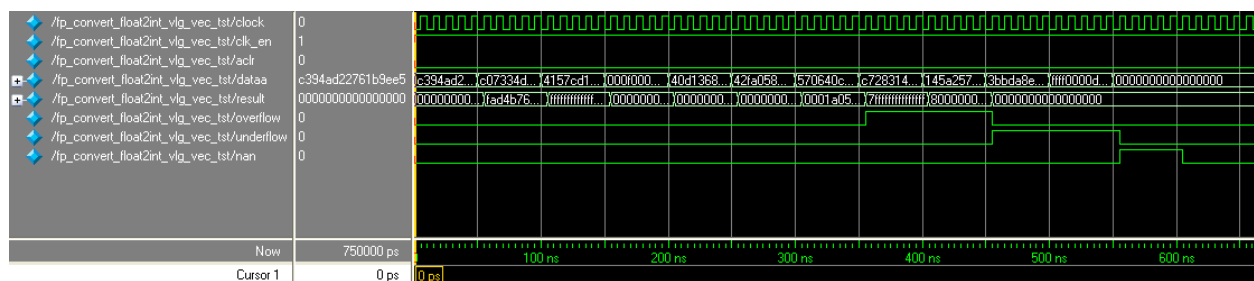 /fp_convert_float2int_vlg_vec_tst/clock 0
/fp_convert_float2int_vlg_vec_tst/clk_en 1
/fp_convert_float2int_vlg_vec_tst/aclr 0
/fp_convert_float2int_vlg_vec_tst/dataa c394ad22761b9ee5 c394ad2... c07334d... 4157cd1... 000f000... 40d1368... 42fa058... 570640c... c728314... 145a257... 3bbda8e... ffff0000d... 0000000000000000
/fp_convert_float2int_vlg_vec_tst/result 0000000000000000 00000000... fad4b76... ffffffffffffff... 0000000... 0000000... 0000000... 0001a05... 7fffffffffffffff 8000000... 0000000000000000
/fp_convert_float2int_vlg_vec_tst/overflow 0
/fp_convert_float2int_vlg_vec_tst/underflow 0
/fp_convert_float2int_vlg_vec_tst/nan 0
Now 750000 ps 100 ns 200 ns 300 ns 400 ns 500 ns 600 ns
Cursor 1 0 ps 0 ps